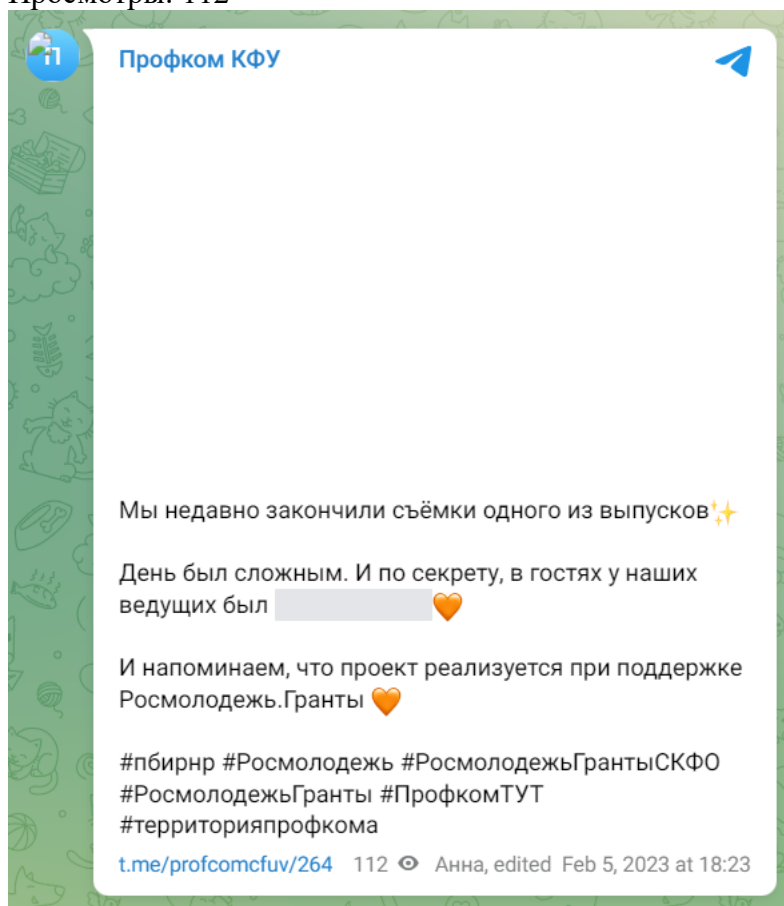 Просмотры: 112
П
Профком КФУ
Мы недавно закончили съёмки одного из выпусков✨
День был сложным. И по секрету, в гостях у наших
ведущих был 🧡
И напоминаем, что проект реализуется при поддержке
Росмолодежь.Гранты 🧡
#пбирнр #Росмолодежь #РосмолодежьГрантыСКФО
#РосмолодежьГранты #ПрофкомТУТ
#территорияпрофкома
t.me/profcomcfuv/264 112 Анна, edited Feb 5, 2023 at 18:23